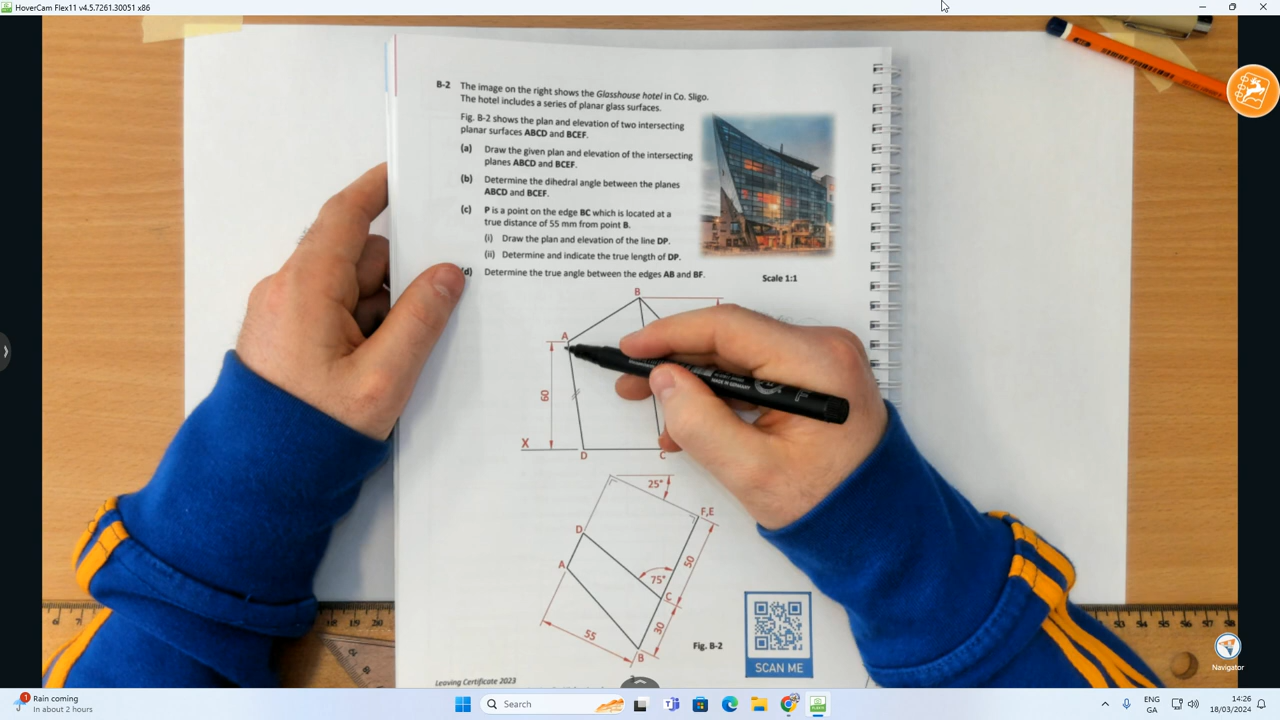 HoverCam Flex11 v4.5.7261.30051 x86
B-2 The image on the right shows the Glasshouse hotel in Co. Sligo.
The hotel includes a series of planar glass surfaces.
Fig. B-2 shows the plan and elevation of two intersecting
planar surfaces ABCD and BCEF.
(a) Draw the given plan and elevation of the intersecting
planes ABCD and BCEF.
(b) Determine the dihedral angle between the planes
ABCD and BCEF.
(c) P is a point on the edge BC which is located at a
true distance of 55 mm from point B.
(i) Draw the plan and elevation of the line DP.
(ii) Determine and indicate the true length of DP.
(d) Determine the true angle between the edges AB and BF.
Scale 1:1
B
A
60
X
D
C
25°
F,E
D
50
A
75°
C
55
30
B
Fig. B-2
SCAN ME
Leaving Certificate 2023
Navigator
Rain coming
In about 2 hours
1
Search
ENG
GA
14:26
18/03/2024